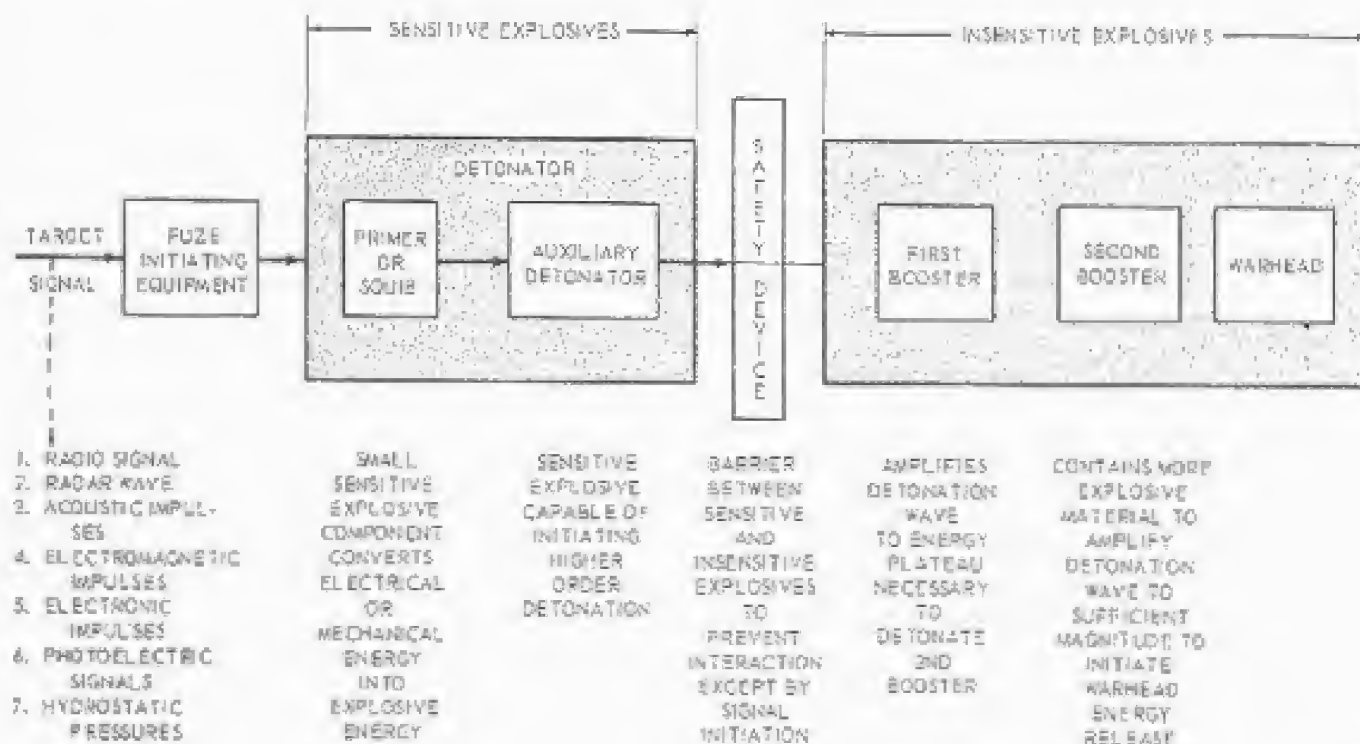 SENSITIVE EXPLOSIVES
INSENSITIVE EXPLOSIVES
DETONATOR
TARGET
SIGNAL
FUZE
INITIATING
EQUIPMENT
PRIMER
OR
SQUIB
AUXILIARY
DETONATOR
SAFETY DEVICE
FIRST
BOOSTER
SECOND
BOOSTER
WARHEAD
1. RADIO SIGNAL
2. RADAR WAVE
3. ACOUSTIC IMPUL-
SES
4. ELECTROMAGNETIC
IMPULSES
5. ELECTRONIC
IMPULSES
6. PHOTOELECTRIC
SIGNALS
7. HYDROSTATIC
PRESSURES
SMALL
SENSITIVE
EXPLOSIVE
COMPONENT
CONVERTS
ELECTRICAL
OR
MECHANICAL
ENERGY
INTO
EXPLOSIVE
ENERGY
SENSITIVE
EXPLOSIVE
CAPABLE OF
INITIATING
HIGHER
ORDER
DETONATION
BARRIER
BETWEEN
SENSITIVE
AND
INSENSITIVE
EXPLOSIVES
TO
PREVENT
INTERACTION
EXCEPT BY
SIGNAL
INITIATION
AMPLIFIES
DETONATION
WAVE
TO ENERGY
PLATEAU
NECESSARY
TO
DETONATE
2ND
BOOSTER
CONTAINS MORE
EXPLOSIVE
MATERIAL TO
AMPLIFY
DETONATION
WAVE TO
SUFFICIENT
MAGNITUDE TO
INITIATE
WARHEAD
ENERGY
RELEASE